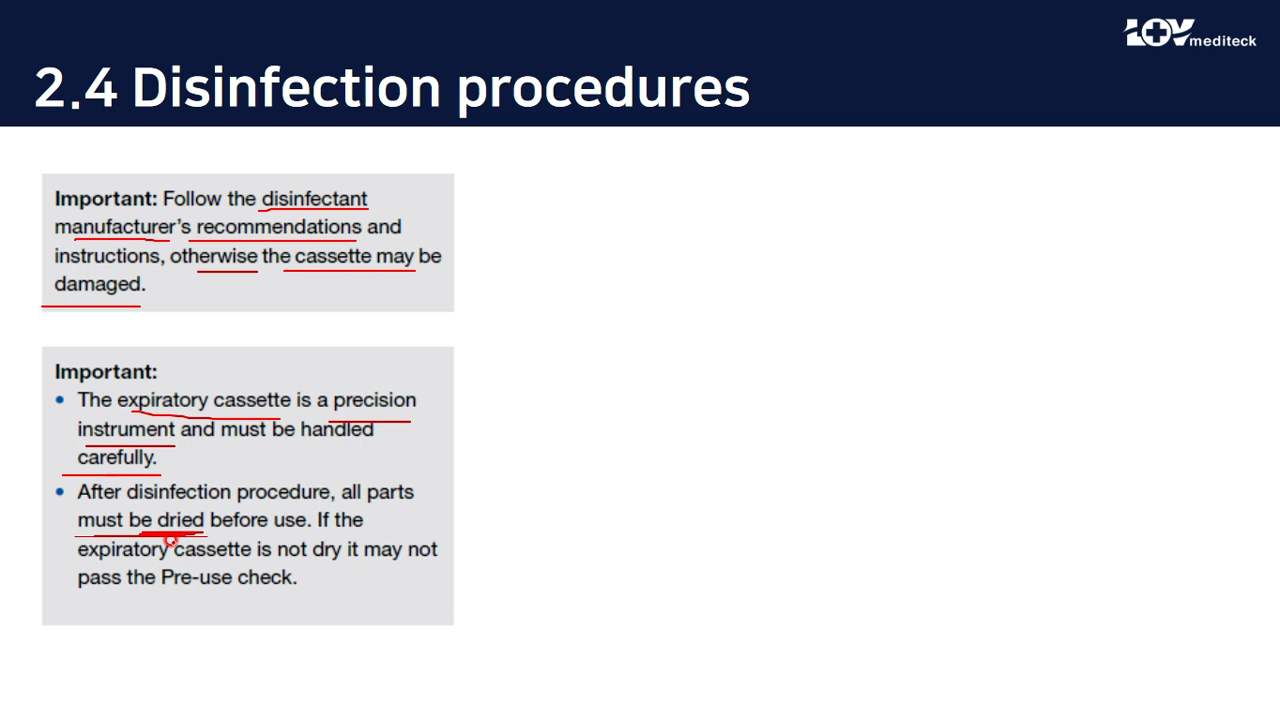 LOVmediteck
2.4 Disinfection procedures
Important: Follow the disinfectant
manufacturer's recommendations and
instructions, otherwise the cassette may be
damaged.
Important:
• The expiratory cassette is a precision
instrument and must be handled
carefully.
• After disinfection procedure, all parts
must be dried before use. If the
expiratory cassette is not dry it may not
pass the Pre-use check.